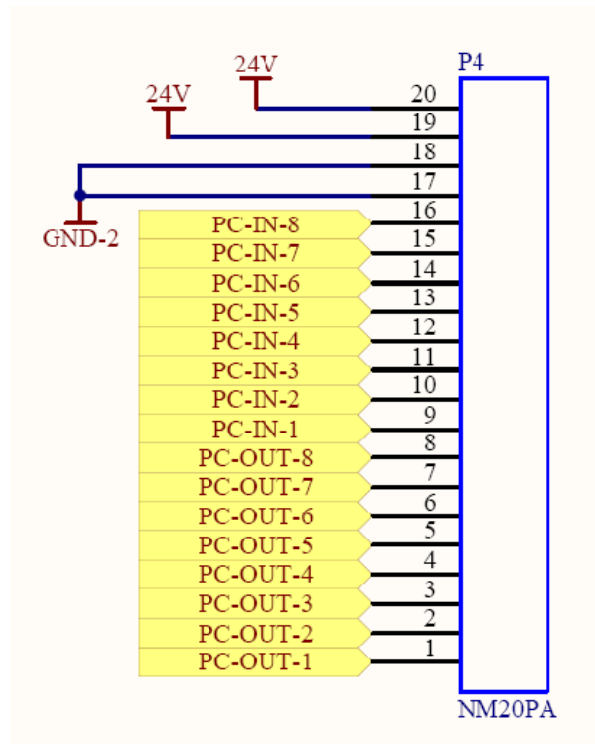 24V
P4
24V
20
19
18
17
GND-2
PC-IN-8 16
PC-IN-7 15
PC-IN-6 14
PC-IN-5 13
PC-IN-4 12
PC-IN-3 11
PC-IN-2 10
PC-IN-1 9
PC-OUT-8 8
PC-OUT-7 7
PC-OUT-6 6
PC-OUT-5 5
PC-OUT-4 4
PC-OUT-3 3
PC-OUT-2 2
PC-OUT-1 1
NM20PA